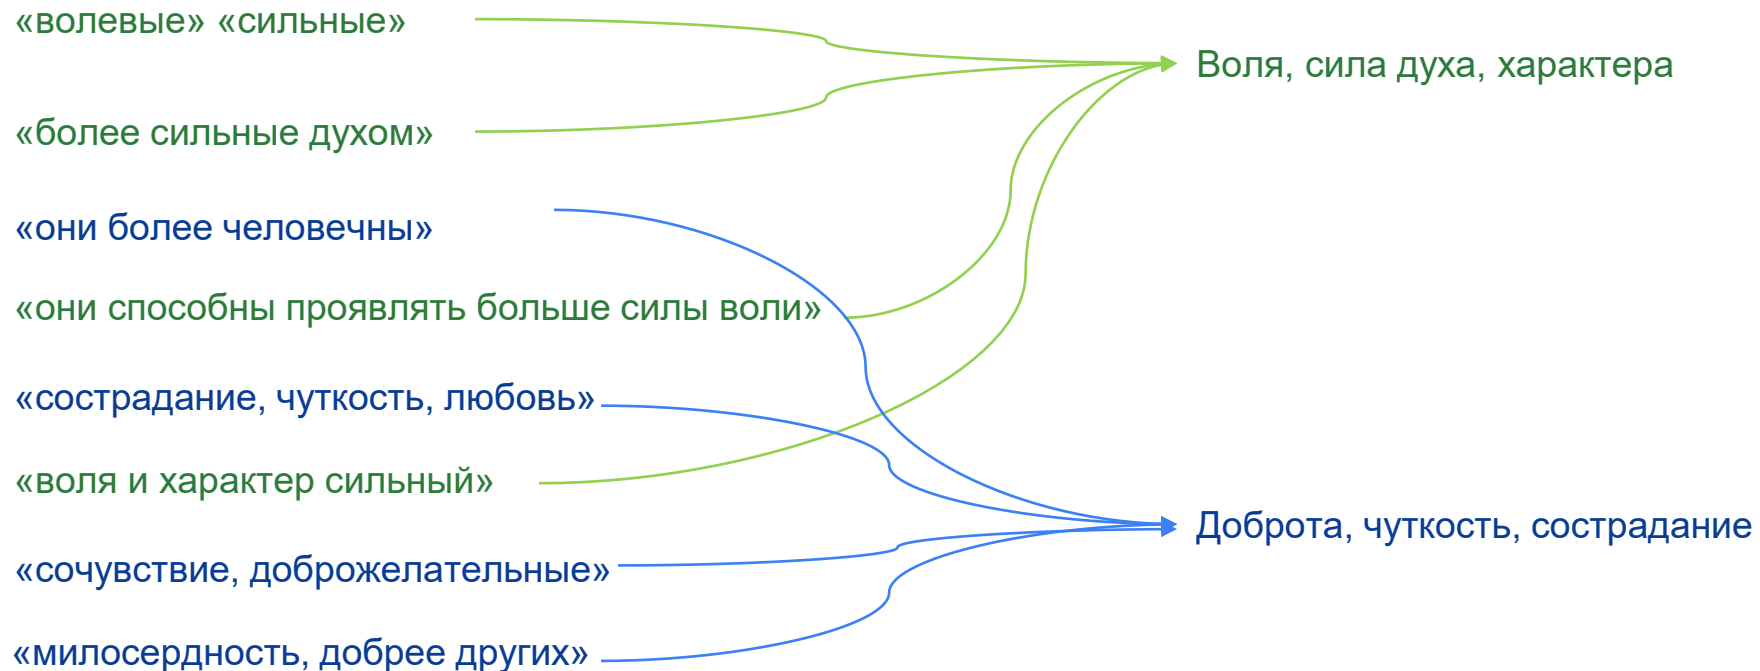 «волевые» «сильные»
Воля, сила духа, характера
«более сильные духом»
«они более человечны»
«они способны проявлять больше силы воли»
«сострадание, чуткость, любовь»
«воля и характер сильный»
Доброта, чуткость, сострадание
«сочувствие, доброжелательные»
«милосердность, добрее других»